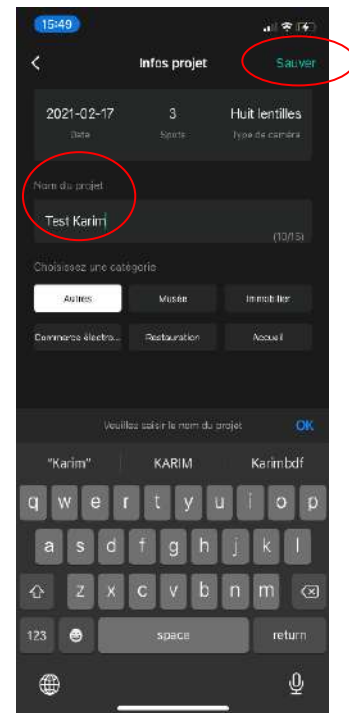 15:49
Infos projet
Sauver
2021-02-17
3
Huit lentilles
Date
Spots
Type de caméra
Nom du projet
Test Karim
(10/15)
Choisissez une catégorie
Autres
Musée
Immobilier
Commerce électro...
Restauration
Accueil
Veuillez saisir le nom du projet
OK
"Karim"
KARIM
Karimbdf
q w e r t y u i o p
a s d f g h j k l
z x c v b n m
123
space
return